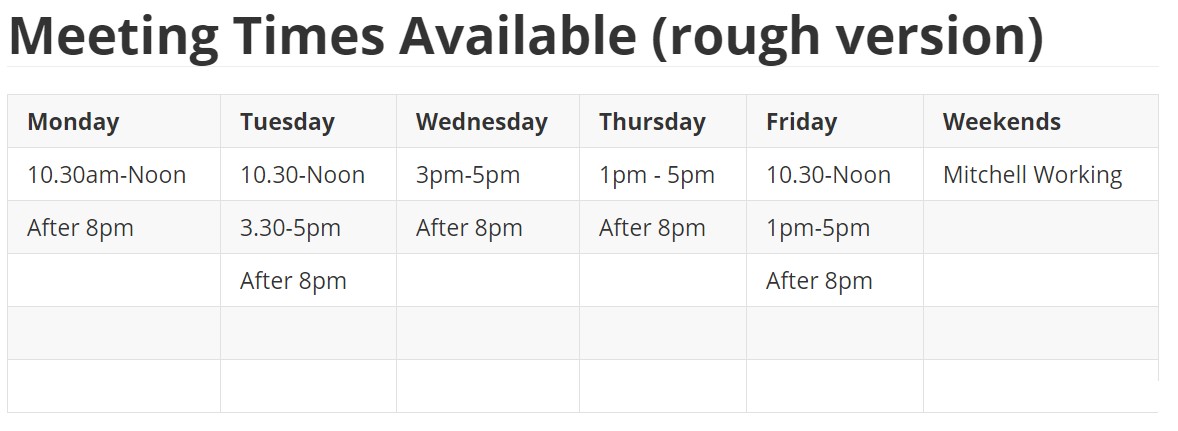 Meeting Times Available (rough version)
Monday Tuesday Wednesday Thursday Friday Weekends
10.30am-Noon 10.30-Noon 3pm-5pm 1pm - 5pm 10.30-Noon Mitchell Working
After 8pm 3.30-5pm After 8pm After 8pm 1pm-5pm
After 8pm After 8pm